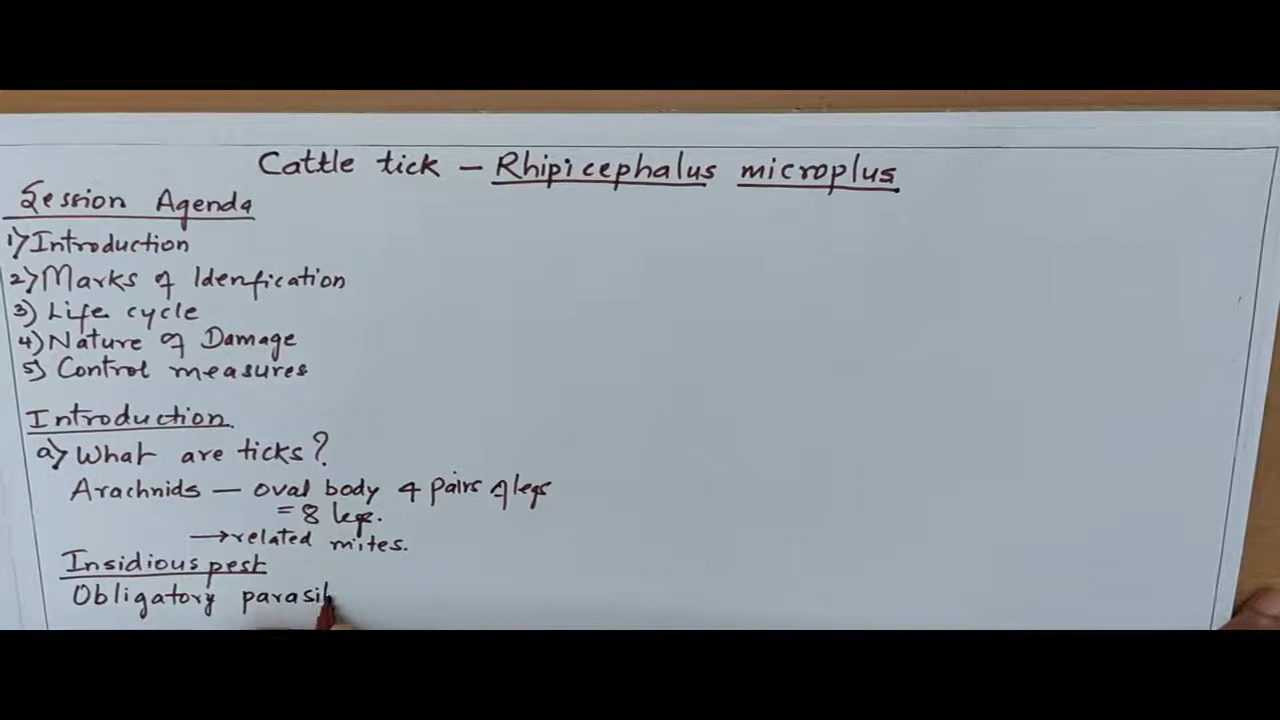 Cattle tick - Rhipicephalus microplus
Session Agenda
1) Introduction
2) Marks of Idenfication
3) Life cycle
4) Nature of Damage
5) Control measures
Introduction.
a) What are ticks?
Arachnids - oval body 4 pairs of legs
= 8 legs.
→ related mites.
Insidious pest
Obligatory parasit